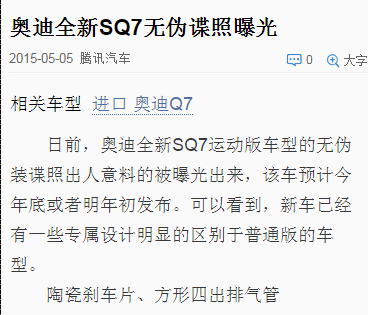 奥迪全新SQ7无伪谍照曝光
2015-05-05 腾讯汽车 0 大字
相关车型 进口 奥迪Q7
日前，奥迪全新SQ7运动版车型的无伪
装谍照出人意料的被曝光出来，该车预计今
年底或者明年初发布。可以看到，新车已经
有一些专属设计明显的区别于普通版的车
型。
陶瓷刹车片、方形四出排气管